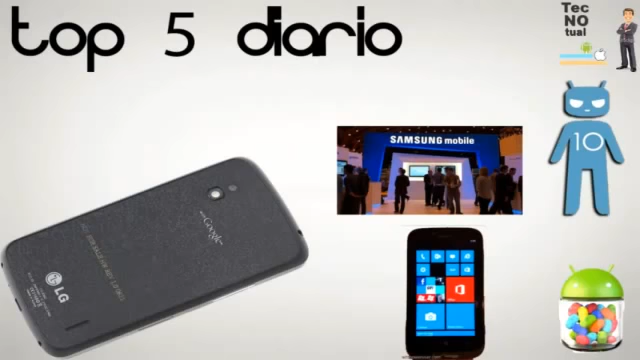 top 5 diario
Tec
NO
tual
SAMSUNG mobile
10
Google
LG